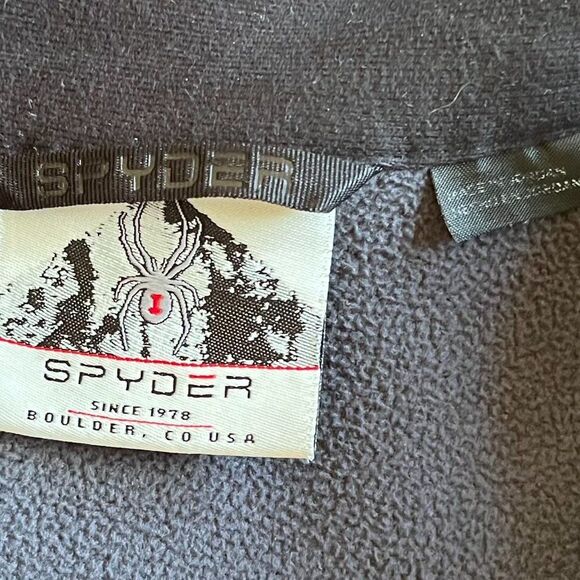 SPYDER
SPYDER
SINCE 1978
BOULDER, CO USA